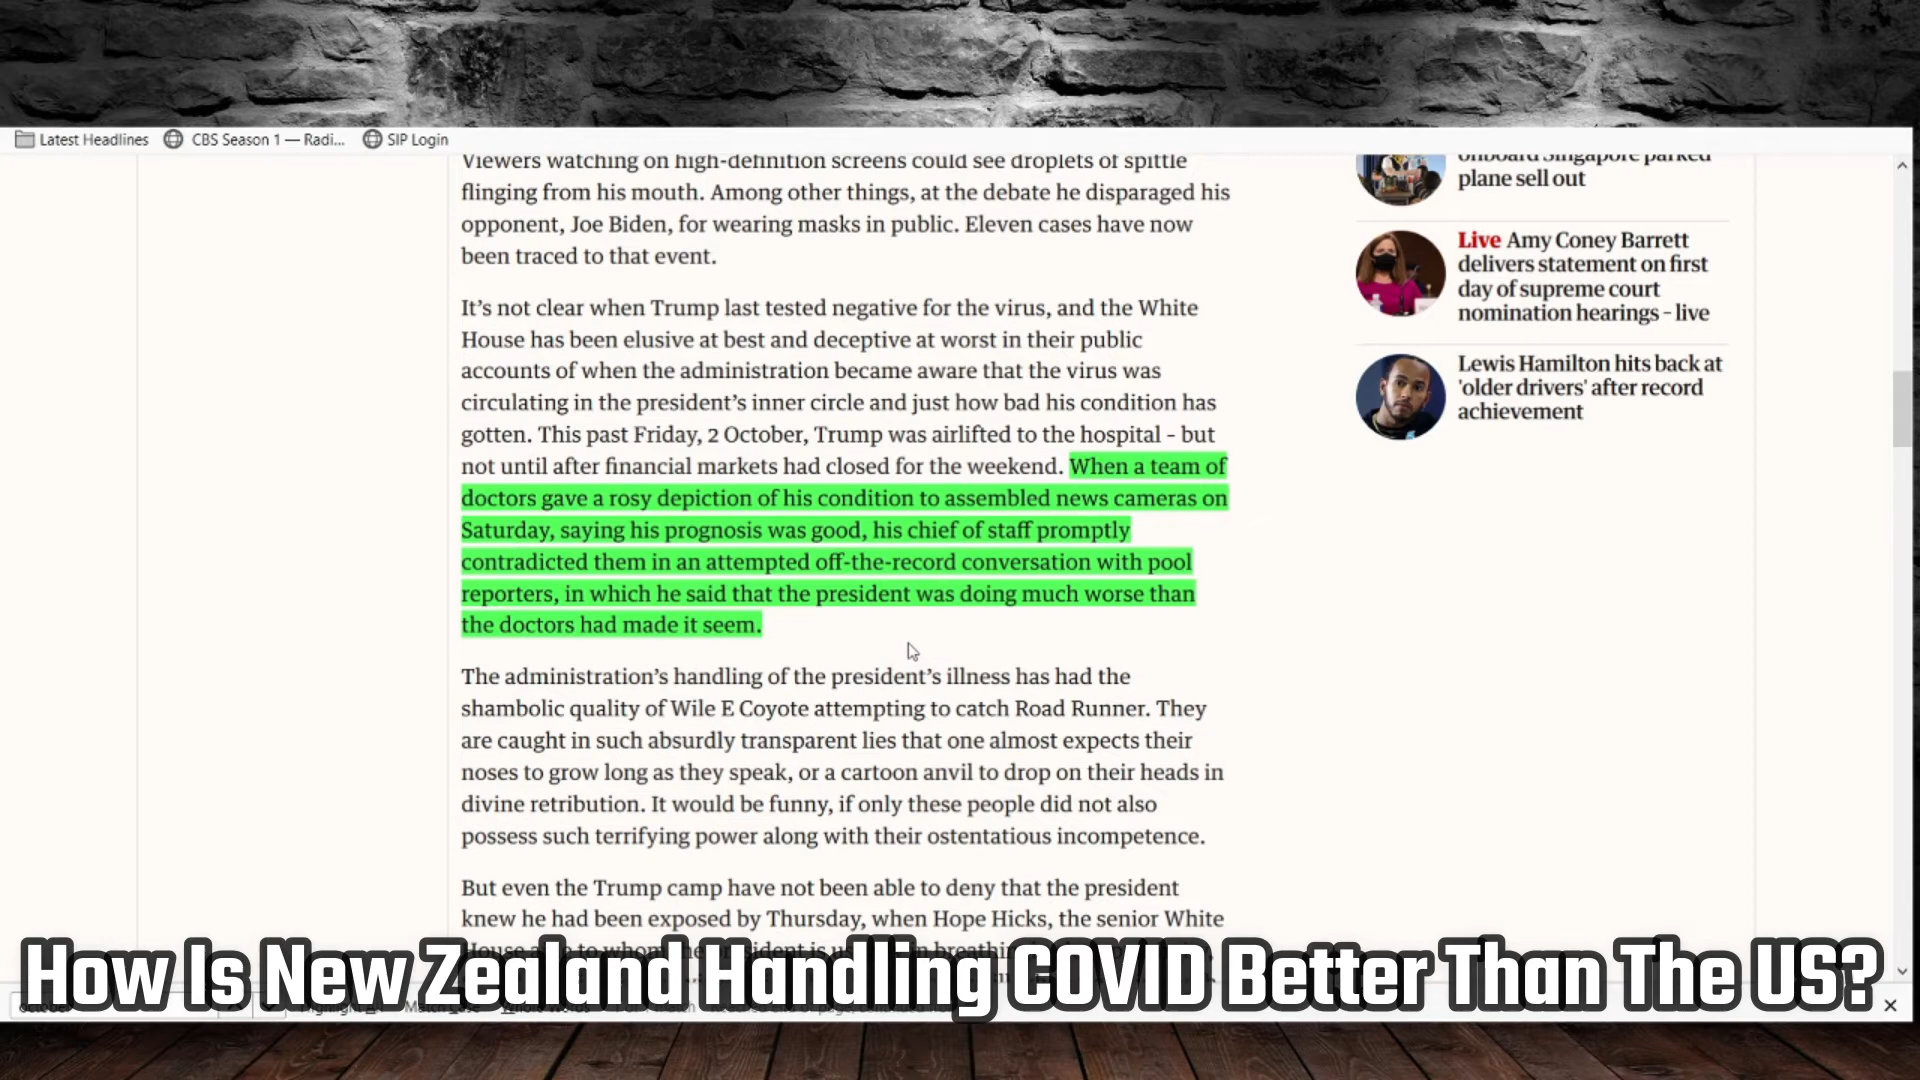 Latest Headlines
CBS Season 1 — Radi...
SIP Login
Viewers watching on high-definition screens could see droplets of spittle
flinging from his mouth. Among other things, at the debate he disparaged his
opponent, Joe Biden, for wearing masks in public. Eleven cases have now
been traced to that event.
It's not clear when Trump last tested negative for the virus, and the White
House has been elusive at best and deceptive at worst in their public
accounts of when the administration became aware that the virus was
circulating in the president's inner circle and just how bad his condition has
gotten. This past Friday, 2 October, Trump was airlifted to the hospital – but
not until after financial markets had closed for the weekend. When a team of
doctors gave a rosy depiction of his condition to assembled news cameras on
Saturday, saying his prognosis was good, his chief of staff promptly
contradicted them in an attempted off-the-record conversation with pool
reporters, in which he said that the president was doing much worse than
the doctors had made it seem.
The administration's handling of the president's illness has had the
shambolic quality of Wile E Coyote attempting to catch Road Runner. They
are caught in such absurdly transparent lies that one almost expects their
noses to grow long as they speak, or a cartoon anvil to drop on their heads in
divine retribution. It would be funny, if only these people did not also
possess such terrifying power along with their ostentatious incompetence.
But even the Trump camp have not been able to deny that the president
knew he had been exposed by Thursday, when Hope Hicks, the senior White
onboard Singapore parked
plane sell out
Live Amy Coney Barrett
delivers statement on first
day of supreme court
nomination hearings – live
Lewis Hamilton hits back at
'older drivers' after record
achievement
How Is New Zealand Handling COVID Better Than The US?